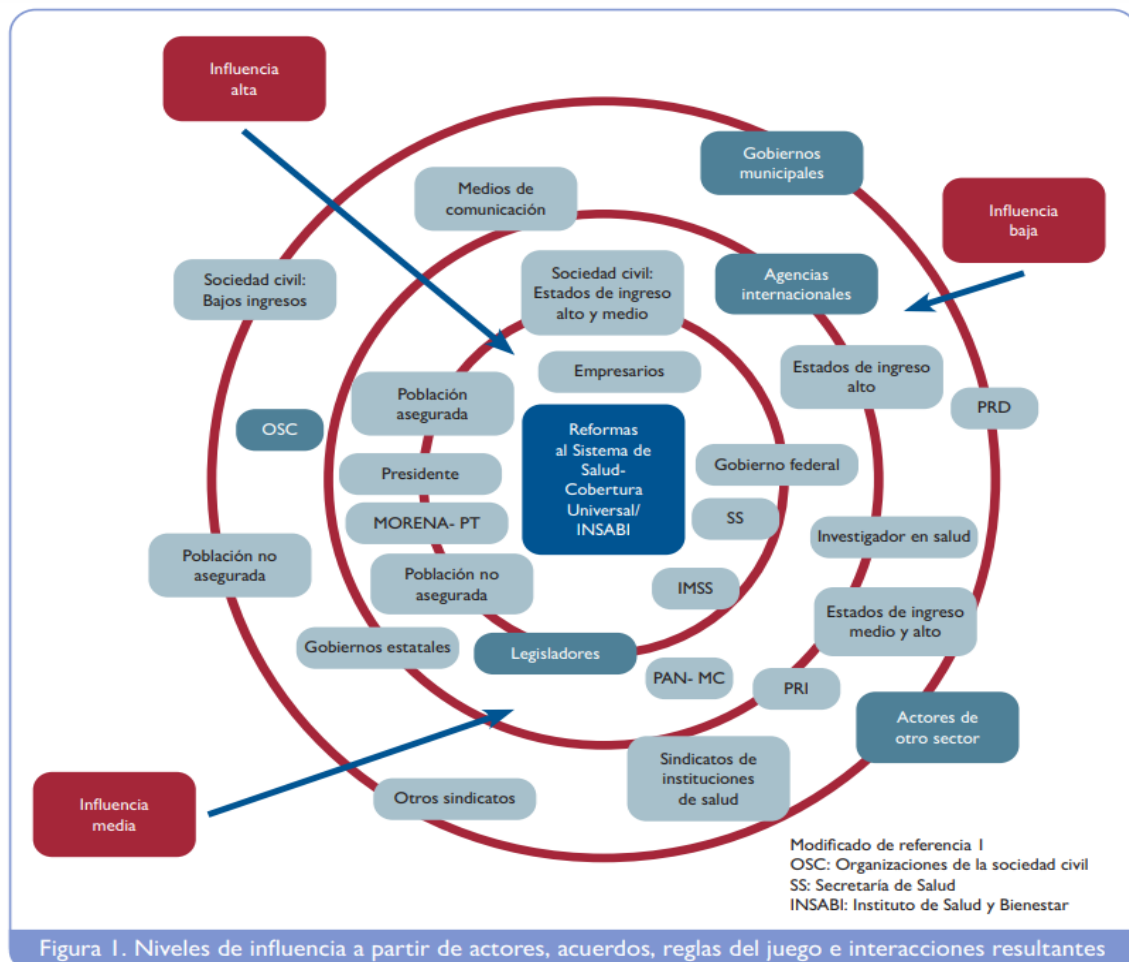 Influencia
alta
Gobiernos
municipales
Medios de
comunicación
Influencia
baja
Sociedad civil:
Bajos ingresos
Sociedad civil:
Estados de ingreso
alto y medio
Agencias
internacionales
Empresarios
Estados de ingreso
alto
Población
asegurada
PRD
OSC
Reformas
al Sistema de
Salud-
Cobertura
Universal/
INSABI
Presidente
Gobierno federal
MORENA- PT
SS
Investigador en salud
Población no
asegurada
Población no
asegurada
IMSS
Estados de ingreso
medio y alto
Gobiernos estatales
Legisladores
PAN- MC
PRI
Actores de
otro sector
Sindicatos de
instituciones
de salud
Influencia
media
Otros sindicatos
Modificado de referencia 1
OSC: Organizaciones de la sociedad civil
SS: Secretaría de Salud
INSABI: Instituto de Salud y Bienestar
Figura 1. Niveles de influencia a partir de actores, acuerdos, reglas del juego e interacciones resultantes